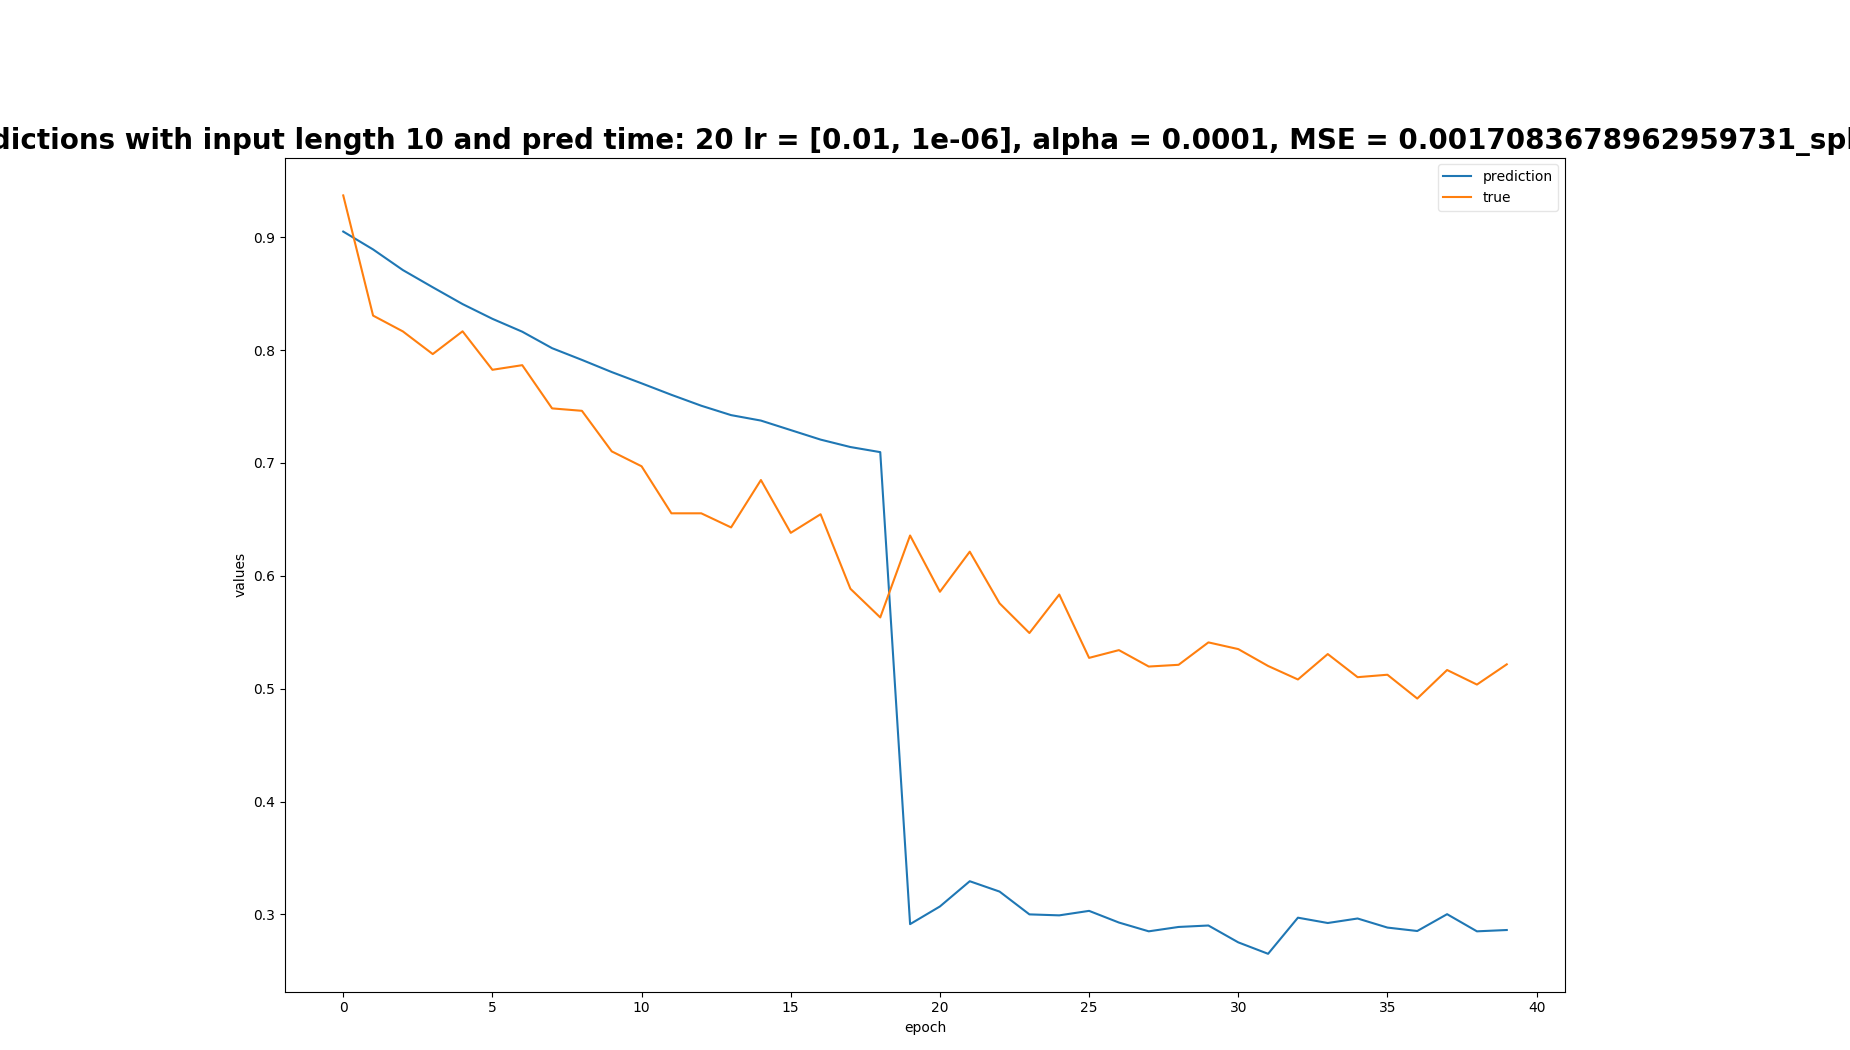 dictions with input length 10 and pred time: 20 lr = [0.01, 1e-06], alpha = 0.0001, MSE = 0.0017083678962959731_spl
prediction
true
0.9
0.8
0.7
0.6
0.5
0.4
0.3
values
0 5 10 15 20 25 30 35 40
epoch